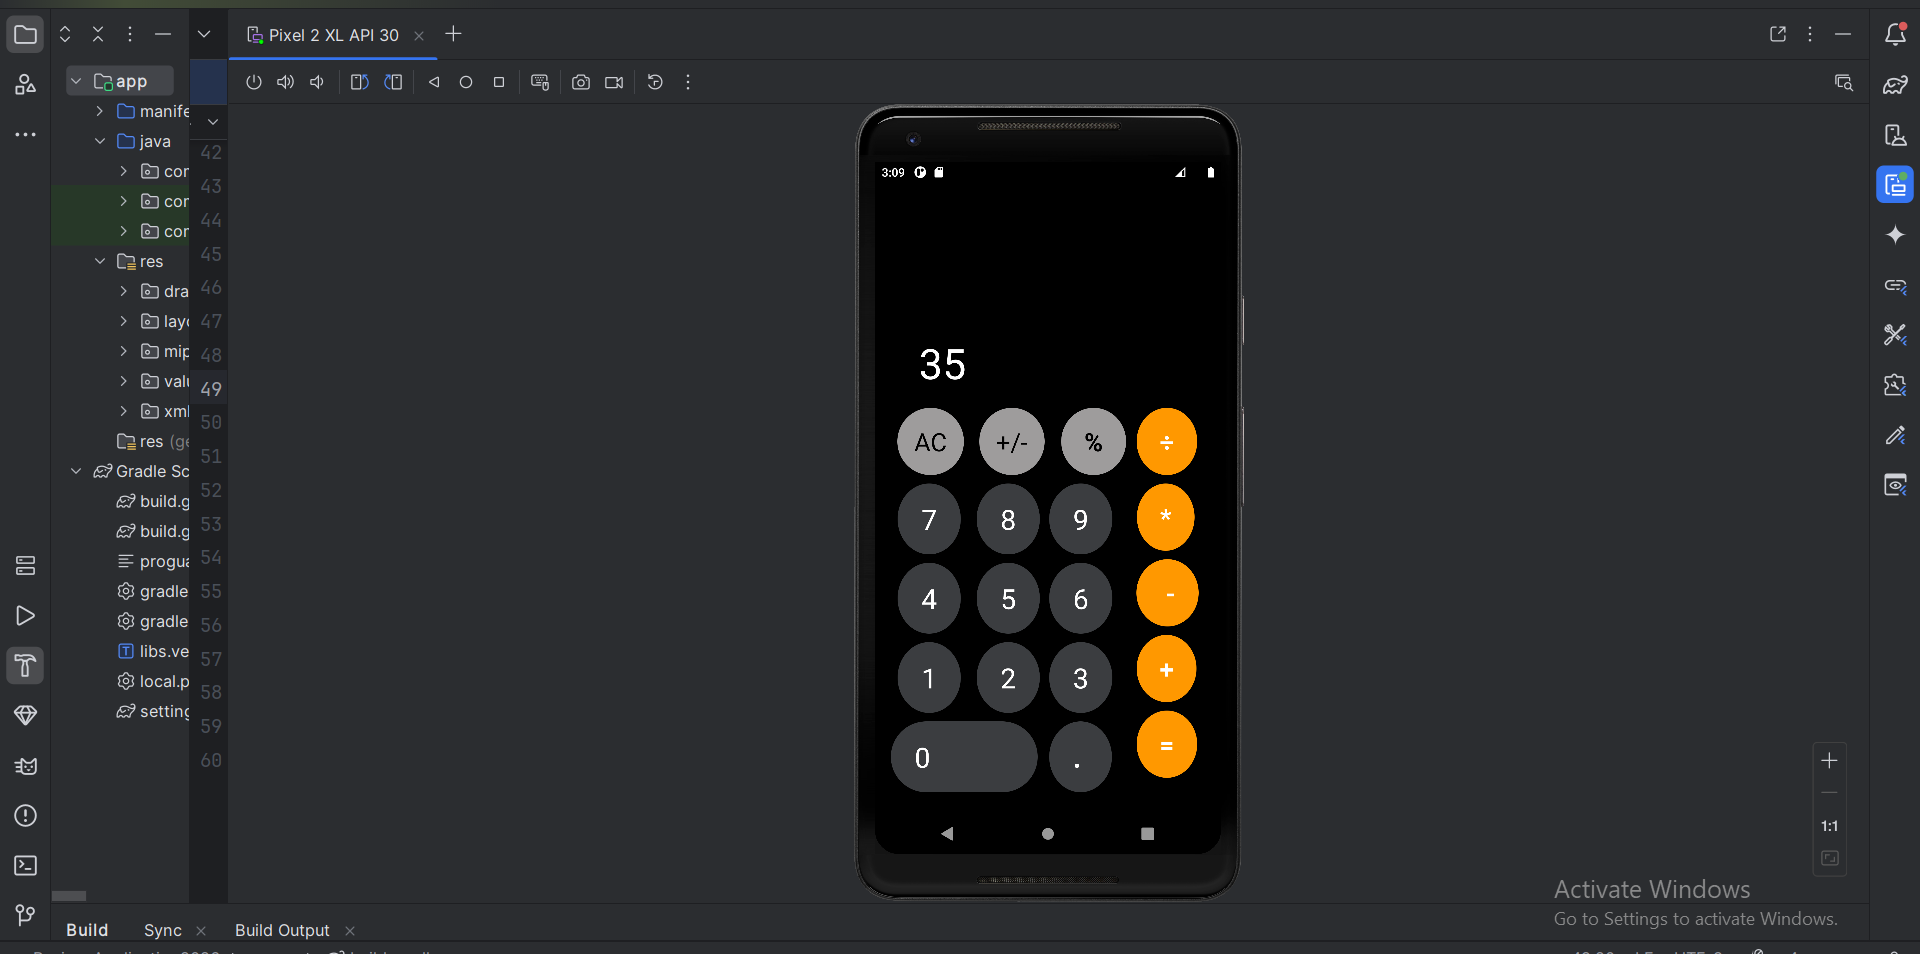 Pixel 2 XL API 30
app
manife
java
con
con
con
res
dra
layo
mip
valu
xml
res (ge
Gradle Sc
build.g
build.g
progua
gradle
gradle
libs.ve
local.p
setting
42
43
44
45
46
47
48
49
50
51
52
53
54
55
56
57
58
59
60
3:09
35
AC +/- % ÷
7 8 9 *
4 5 6 -
1 2 3 +
0 . =
1:1
Activate Windows
Go to Settings to activate Windows.
Build Sync Build Output